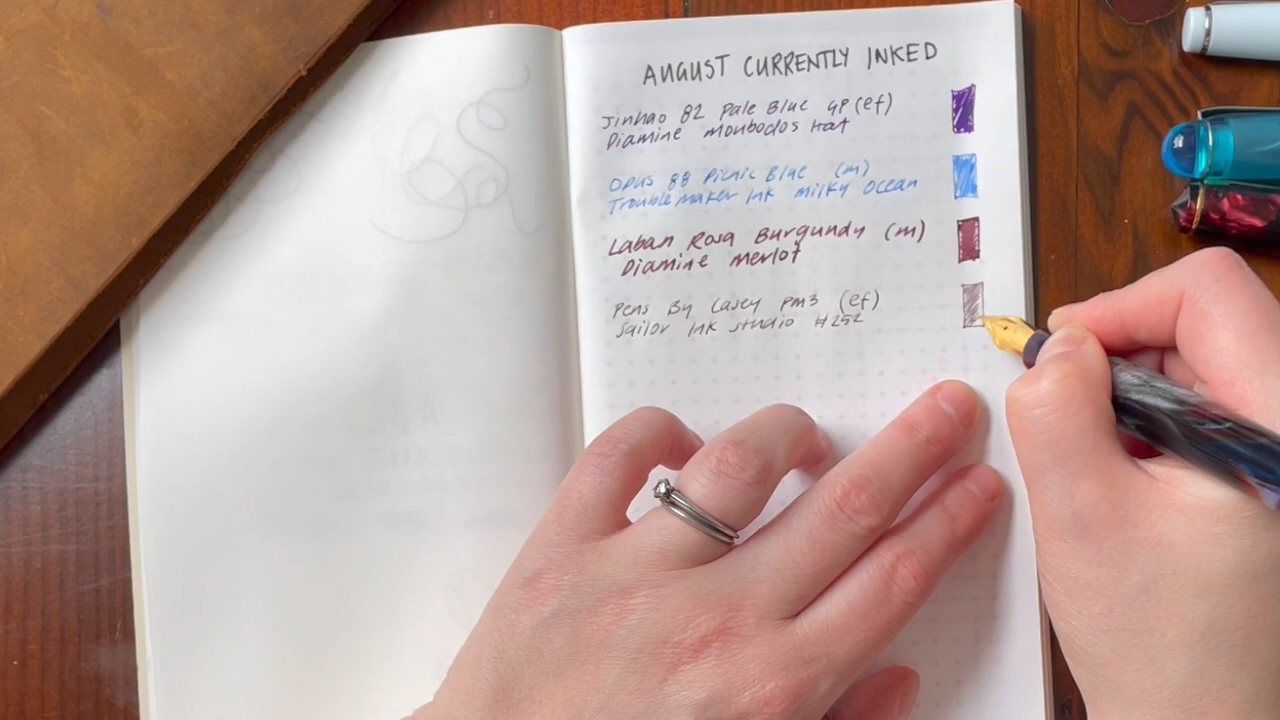 AUGUST CURRENTLY INKED
Jinhao 82 Pale Blue GP (ef)
Diamine Monbodos Hat
Opus 88 Picnic Blue (m)
Troublemaker Ink Milky Ocean
Laban Rosa Burgundy (m)
Diamine Merlot
Pens By Casey PM3 (ef)
Sailor Ink Studio #252